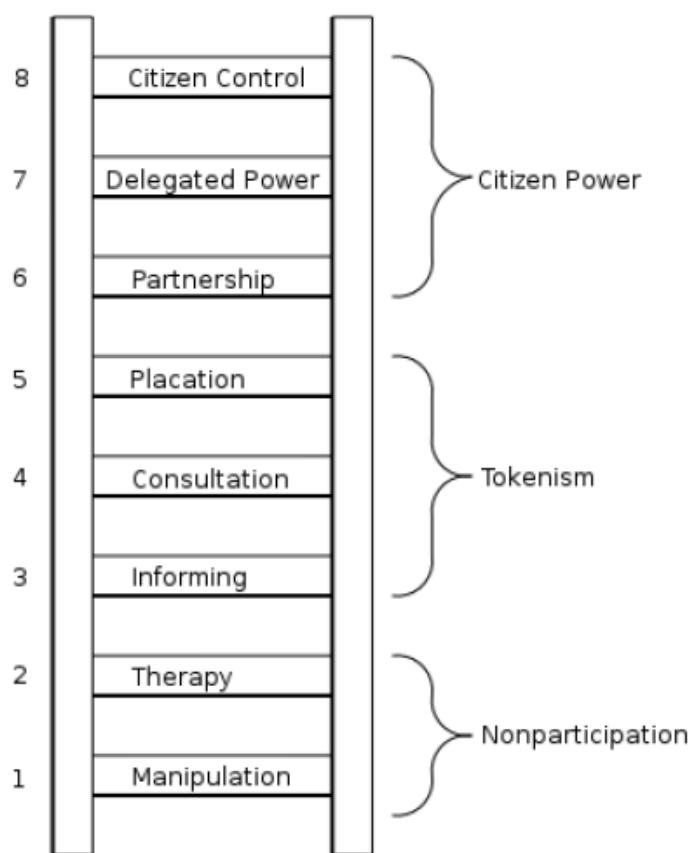 8 Citizen Control
7 Delegated Power
Citizen Power
6 Partnership
5 Placation
4 Consultation
Tokenism
3 Informing
2 Therapy
Nonparticipation
1 Manipulation